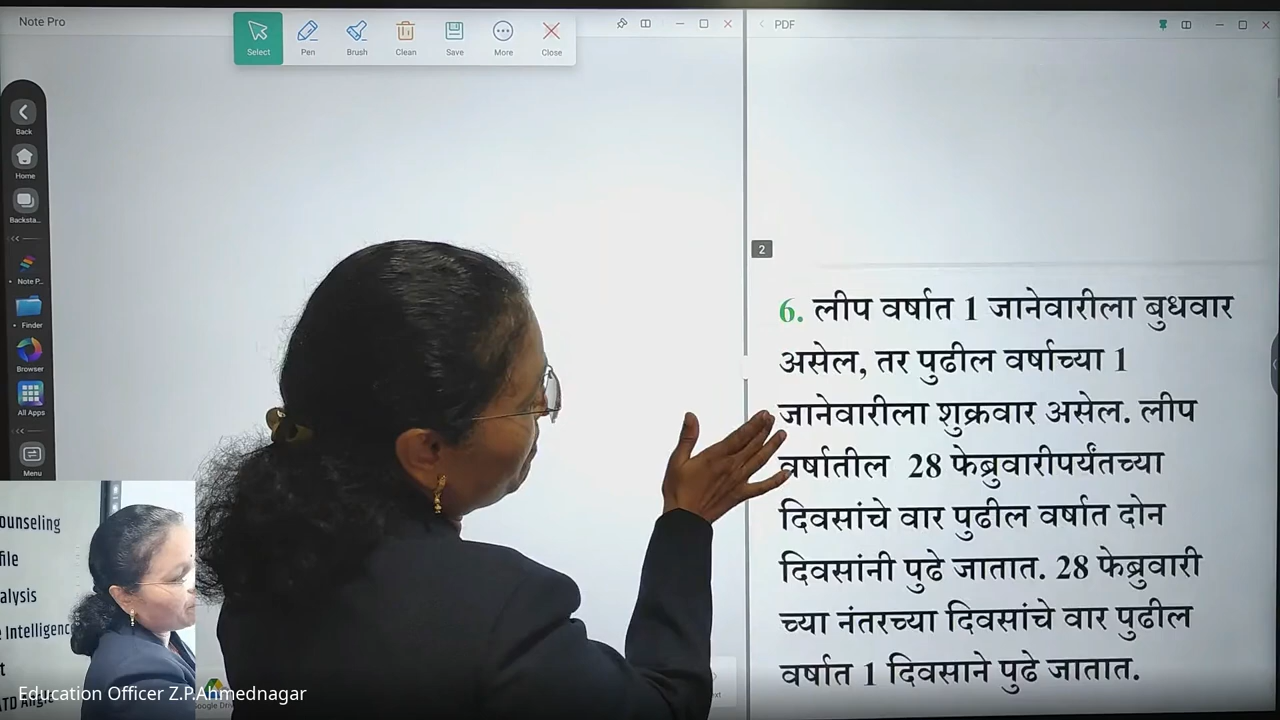 Note Pro
Select
Pen
Brush
Clean
Save
More
Close
PDF
Back
Home
Backsta...
Note P...
Finder
Browser
All Apps
Menu
2
6. लीप वर्षात 1 जानेवारीला बुधवार
असेल, तर पुढील वर्षाच्या 1
जानेवारीला शुक्रवार असेल. लीप
वर्षातील 28 फेब्रुवारीपर्यंतच्या
दिवसांचे वार पुढील वर्षात दोन
दिवसांनी पुढे जातात. 28 फेब्रुवारी
च्या नंतरच्या दिवसांचे वार पुढील
वर्षात 1 दिवसाने पुढे जातात.
ounseling
file
alysis
Intelligenc
Education Officer Z.P.Ahmednagar